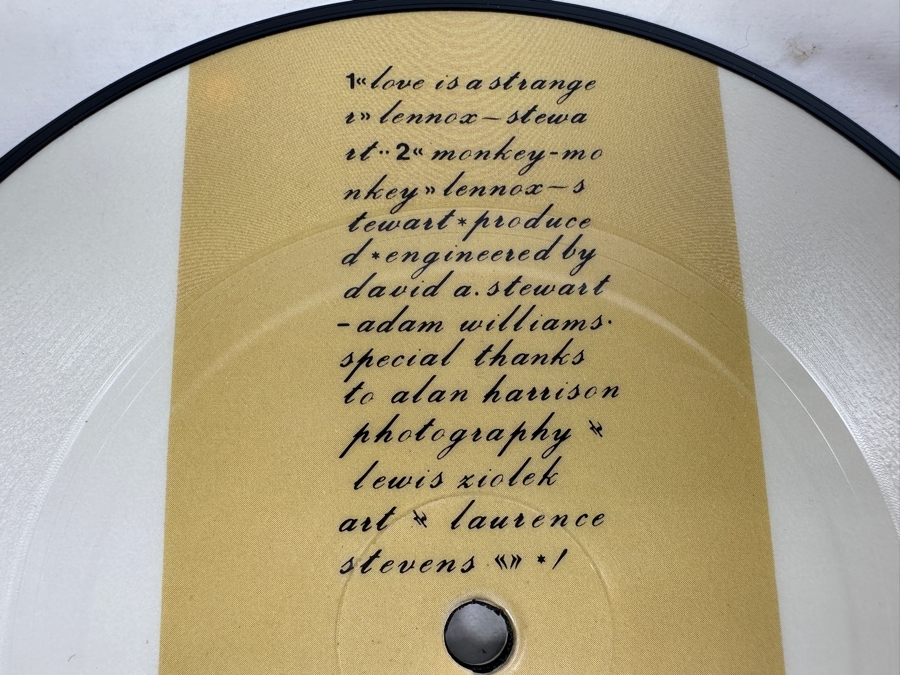 1«love is a strange
r» lennox–stewa
rt··2« monkey-mo
nkey» lennox–s
tewart*produce
d*engineered by
david a. stewart
-adam williams·
special thanks
to alan harrison
photography
lewis ziolek
art laurence
stevens «» */